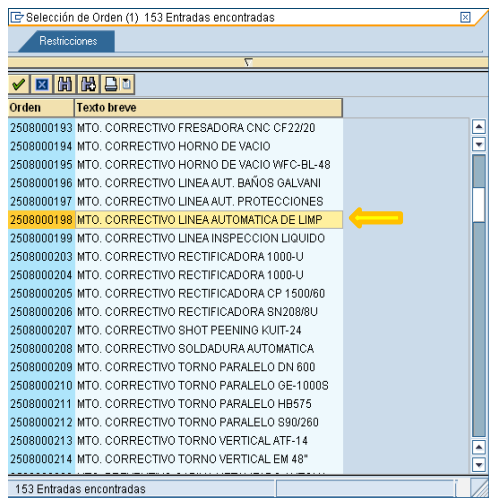 Selección de Orden (1) 153 Entradas encontradas
Restricciones
Orden Texto breve
2508000193 MTO. CORRECTIVO FRESADORA CNC CF22/20
2508000194 MTO. CORRECTIVO HORNO DE VACIO
2508000195 MTO. CORRECTIVO HORNO DE VACIO WFC-BL-48
2508000196 MTO. CORRECTIVO LINEA AUT. BAÑOS GALVANI
2508000197 MTO. CORRECTIVO LINEA AUT. PROTECCIONES
2508000198 MTO. CORRECTIVO LINEA AUTOMATICA DE LIMP
2508000199 MTO. CORRECTIVO LINEA INSPECCION LIQUIDO
2508000203 MTO. CORRECTIVO RECTIFICADORA 1000-U
2508000204 MTO. CORRECTIVO RECTIFICADORA 1000-U
2508000205 MTO. CORRECTIVO RECTIFICADORA CP 1500/60
2508000206 MTO. CORRECTIVO RECTIFICADORA SN208/8U
2508000207 MTO. CORRECTIVO SHOT PEENING KUIT-24
2508000208 MTO. CORRECTIVO SOLDADURA AUTOMATICA
2508000209 MTO. CORRECTIVO TORNO PARALELO DN 600
2508000210 MTO. CORRECTIVO TORNO PARALELO GE-1000S
2508000211 MTO. CORRECTIVO TORNO PARALELO HB575
2508000212 MTO. CORRECTIVO TORNO PARALELO S90/260
2508000213 MTO. CORRECTIVO TORNO VERTICAL ATF-14
2508000214 MTO. CORRECTIVO TORNO VERTICAL EM 48"
153 Entradas encontradas